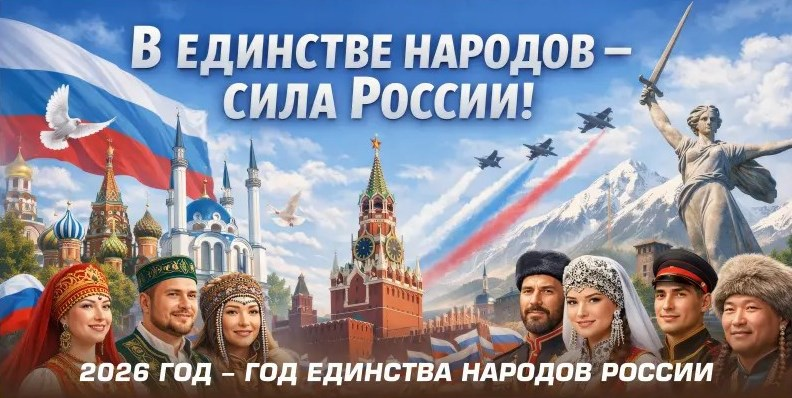 В ЕДИНСТВЕ НАРОДОВ –
СИЛА РОССИИ!
2026 ГОД – ГОД ЕДИНСТВА НАРОДОВ РОССИИ